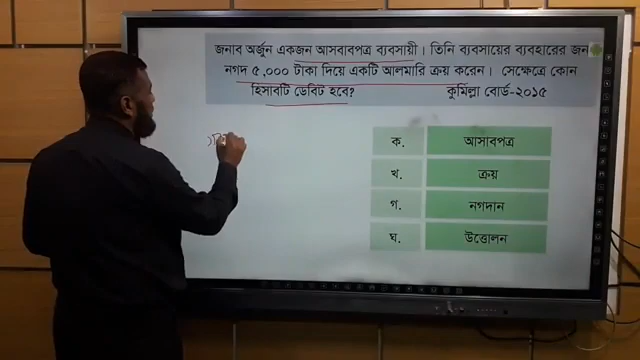 জনাব অর্জুন একজন আসবাবপত্র ব্যবসায়ী। তিনি ব্যবসায়ের ব্যবহারের জন
নগদ ৫,০০০ টাকা দিয়ে একটি আলমারি ক্রয় করেন। সেক্ষেত্রে কোন
হিসাবটি ডেবিট হবে? কুমিল্লা বোর্ড-২০১৫
ক. আসাবপত্র
খ. ক্রয়
গ. নগদান
ঘ. উত্তোলন